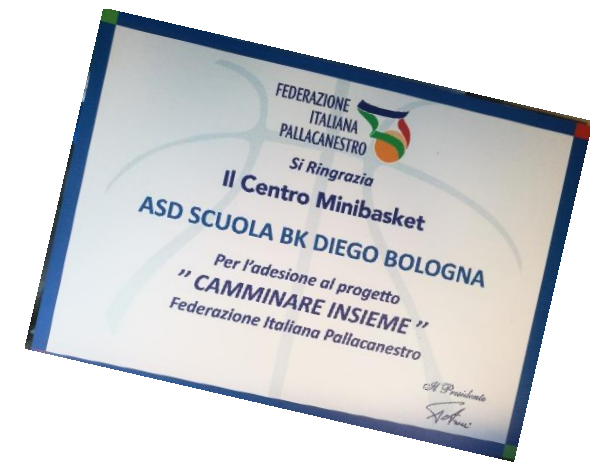 FEDERAZIONE
ITALIANA
PALLACANESTRO
Si Ringrazia
Il Centro Minibasket
ASD SCUOLA BK DIEGO BOLOGNA
Per l'adesione al progetto
" CAMMINARE INSIEME "
Federazione Italiana Pallacanestro
Il Presidente